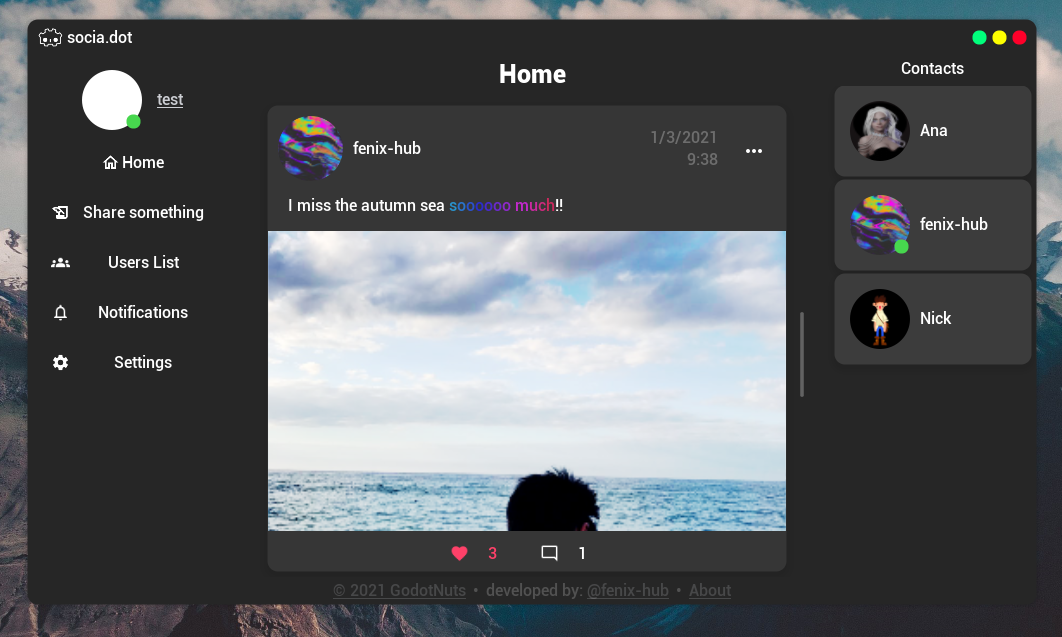 socia.dot
test
Home
Share something
Users List
Notifications
Settings
Home
fenix-hub
1/3/2021
9:38
I miss the autumn sea soooooo much!!
3
1
© 2021 GodotNuts • developed by: @fenix-hub • About
Contacts
Ana
fenix-hub
Nick